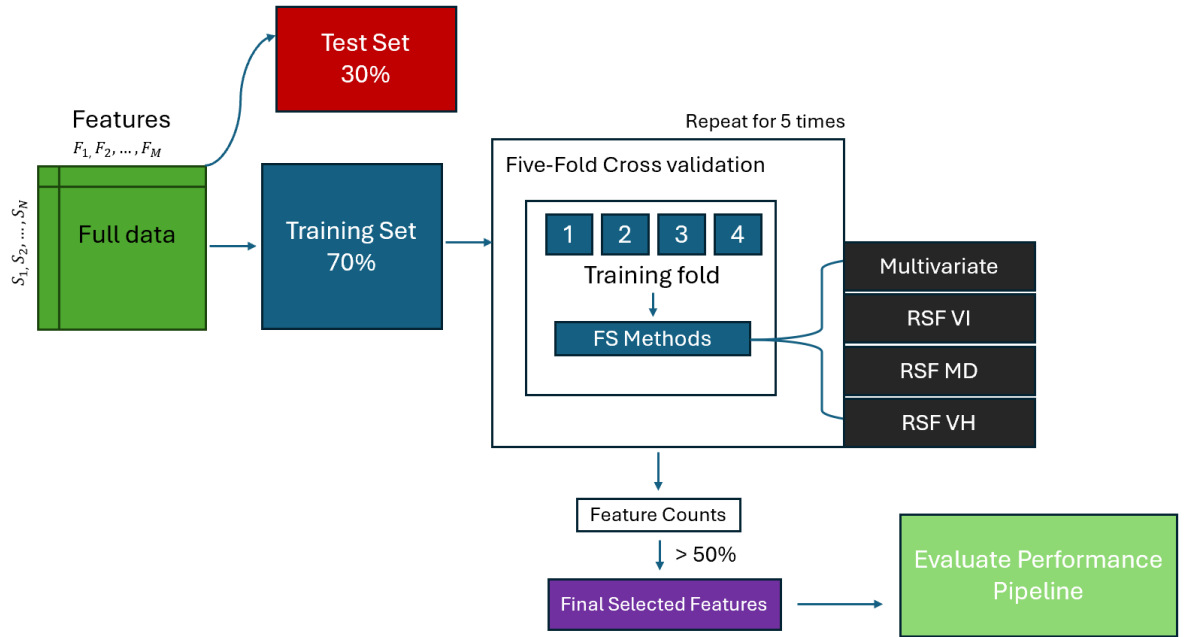 Test Set
30%
Features
F₁, F₂, … , F_M
S₁, S₂, … , S_N
Full data
Training Set
70%
Repeat for 5 times
Five-Fold Cross validation
1 2 3 4
Training fold
FS Methods
Multivariate
RSF VI
RSF MD
RSF VH
Feature Counts
> 50%
Final Selected Features
Evaluate Performance
Pipeline